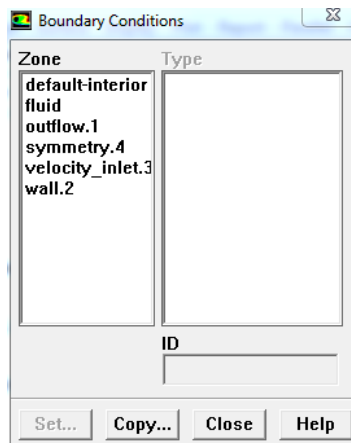 Boundary Conditions
Zone Type
default-interior
fluid
outflow.1
symmetry.4
velocity_inlet.3
wall.2
ID
Set... Copy... Close Help